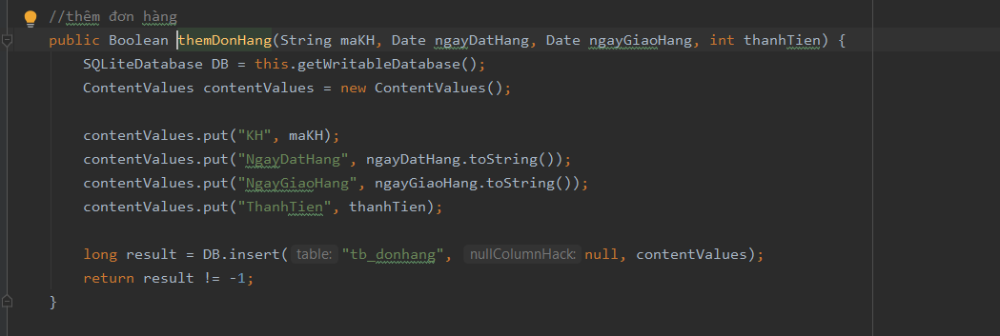 //thêm đơn hàng
public Boolean themDonHang(String maKH, Date ngayDatHang, Date ngayGiaoHang, int thanhTien) {
SQLiteDatabase DB = this.getWritableDatabase();
ContentValues contentValues = new ContentValues();
contentValues.put("KH", maKH);
contentValues.put("NgayDatHang", ngayDatHang.toString());
contentValues.put("NgayGiaoHang", ngayGiaoHang.toString());
contentValues.put("ThanhTien", thanhTien);
long result = DB.insert( table: "tb_donhang", nullColumnHack: null, contentValues);
return result != -1;
}